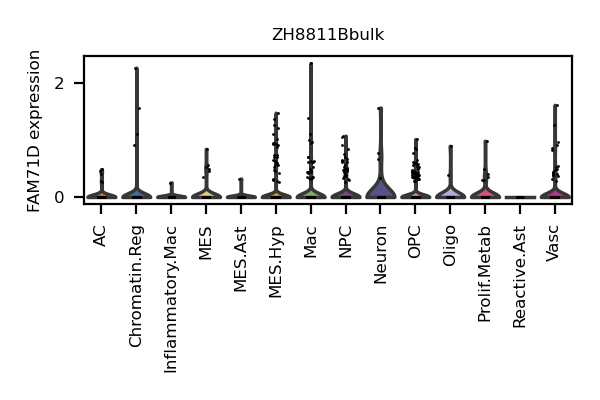 ZH8811Bbulk
FAM71D expression
2
0
AC
Chromatin.Reg
Inflammatory.Mac
MES
MES.Ast
MES.Hyp
Mac
NPC
Neuron
OPC
Oligo
Prolif.Metab
Reactive.Ast
Vasc